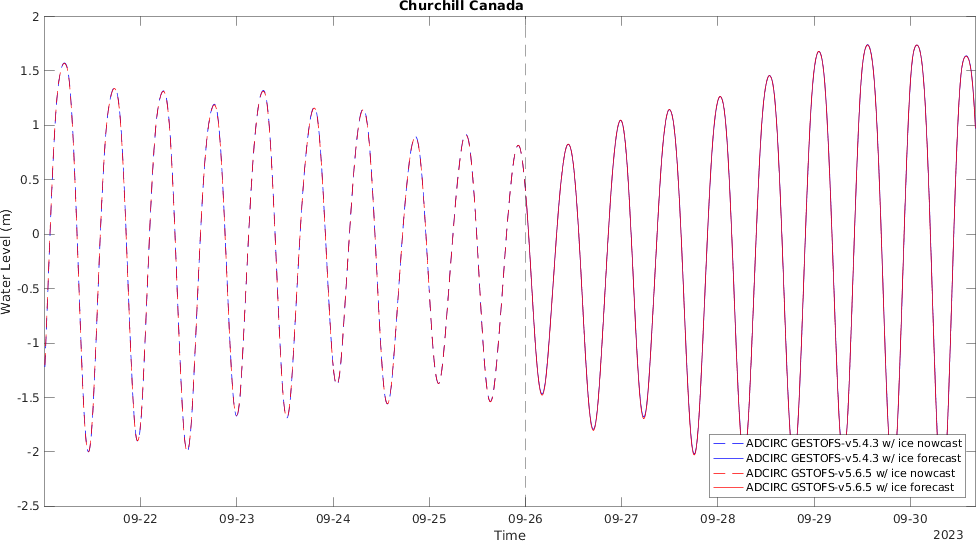 Churchill Canada
2
1.5
1
0.5
0
-0.5
-1
-1.5
-2
-2.5
Water Level (m)
ADCIRC GESTOFS-v5.4.3 w/ ice nowcast
ADCIRC GESTOFS-v5.4.3 w/ ice forecast
ADCIRC GSTOFS-v5.6.5 w/ ice nowcast
ADCIRC GSTOFS-v5.6.5 w/ ice forecast
09-22 09-23 09-24 09-25 09-26 09-27 09-28 09-29 09-30
Time
2023